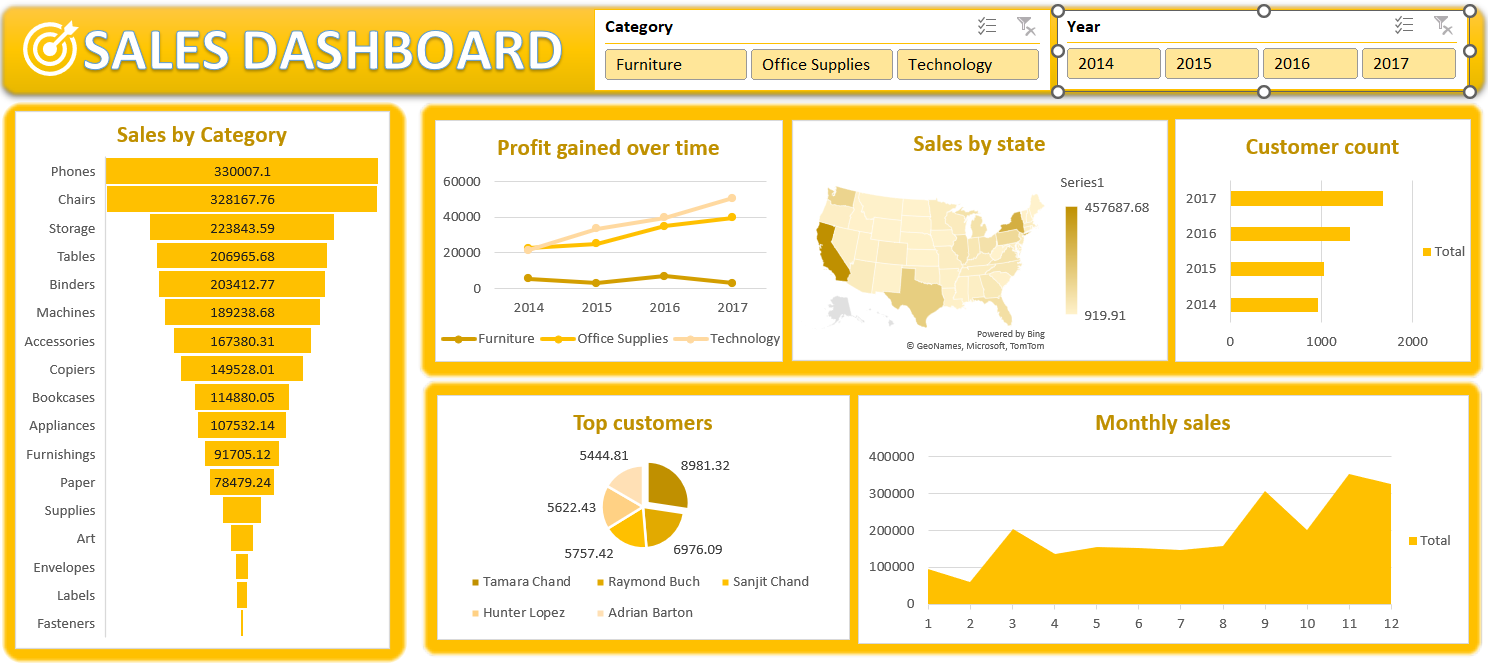 SALES DASHBOARD
Category
Furniture
Office Supplies
Technology
Year
2014
2015
2016
2017
Sales by Category
Phones 330007.1
Chairs 328167.76
Storage 223843.59
Tables 206965.68
Binders 203412.77
Machines 189238.68
Accessories 167380.31
Copiers 149528.01
Bookcases 114880.05
Appliances 107532.14
Furnishings 91705.12
Paper 78479.24
Supplies
Art
Envelopes
Labels
Fasteners
Profit gained over time
60000
40000
20000
0
2014 2015 2016 2017
Furniture Office Supplies Technology
Sales by state
Series1
457687.68
919.91
Powered by Bing
© GeoNames, Microsoft, TomTom
Customer count
2017
2016
2015
2014
0 1000 2000
Total
Top customers
5444.81
8981.32
5622.43
5757.42
6976.09
Tamara Chand Raymond Buch Sanjit Chand
Hunter Lopez Adrian Barton
Monthly sales
400000
300000
200000
100000
0
1 2 3 4 5 6 7 8 9 10 11 12
Total